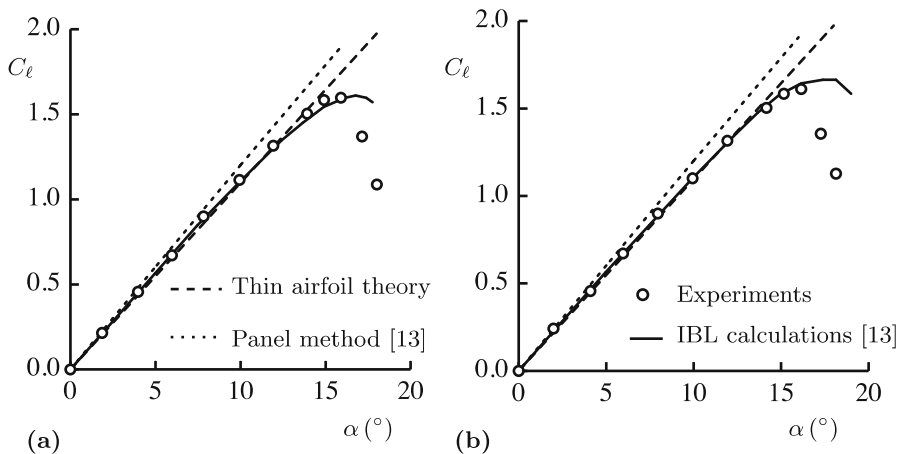 2.0
Cℓ
1.5
1.0
0.5
0.0
0 5 10 15 20
α (°)
Thin airfoil theory
Panel method [13]
(a)
2.0
Cℓ
1.5
1.0
0.5
0.0
0 5 10 15 20
α (°)
Experiments
IBL calculations [13]
(b)